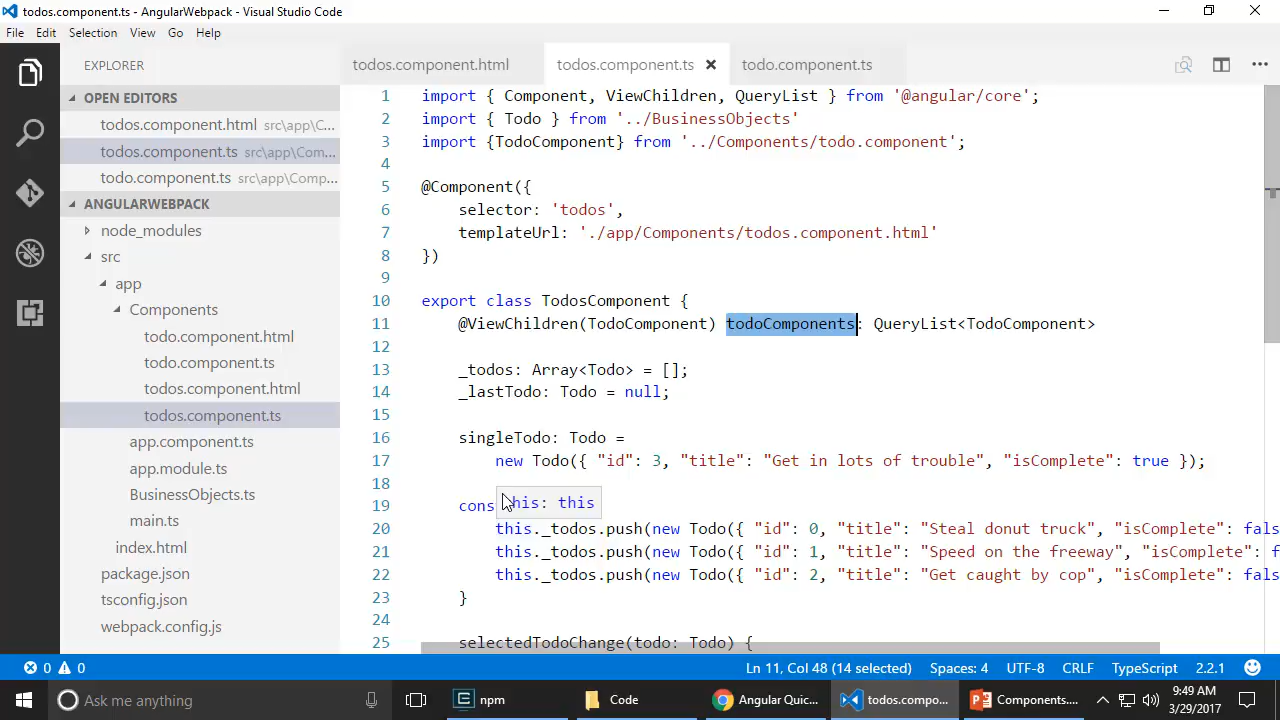 todos.component.ts - AngularWebpack - Visual Studio Code
File Edit Selection View Go Help
EXPLORER
OPEN EDITORS
todos.component.html src\app\C...
todos.component.ts src\app\Com...
todo.component.ts src\app\Comp...
ANGULARWEBPACK
node_modules
src
app
Components
todo.component.html
todo.component.ts
todos.component.html
todos.component.ts
app.component.ts
app.module.ts
BusinessObjects.ts
main.ts
index.html
package.json
tsconfig.json
webpack.config.js
todos.component.html todos.component.ts todo.component.ts
1 import { Component, ViewChildren, QueryList } from '@angular/core';
2 import { Todo } from '../BusinessObjects'
3 import {TodoComponent} from '../Components/todo.component';
4
5 @Component({
6 selector: 'todos',
7 templateUrl: './app/Components/todos.component.html'
8 })
9
10 export class TodosComponent {
11 @ViewChildren(TodoComponent) todoComponents: QueryList<TodoComponent>
12
13 _todos: Array<Todo> = [];
14 _lastTodo: Todo = null;
15
16 singleTodo: Todo =
17 new Todo({ "id": 3, "title": "Get in lots of trouble", "isComplete": true });
18
this: this
19 cons
20 this._todos.push(new Todo({ "id": 0, "title": "Steal donut truck", "isComplete": fals
21 this._todos.push(new Todo({ "id": 1, "title": "Speed on the freeway", "isComplete": f
22 this._todos.push(new Todo({ "id": 2, "title": "Get caught by cop", "isComplete": fals
23 }
24
25 selectedTodoChange(todo: Todo) {
0 0 Ln 11, Col 48 (14 selected) Spaces: 4 UTF-8 CRLF TypeScript 2.2.1
Ask me anything npm Code Angular Quic... todos.compo... Components.... 9:49 AM
3/29/2017